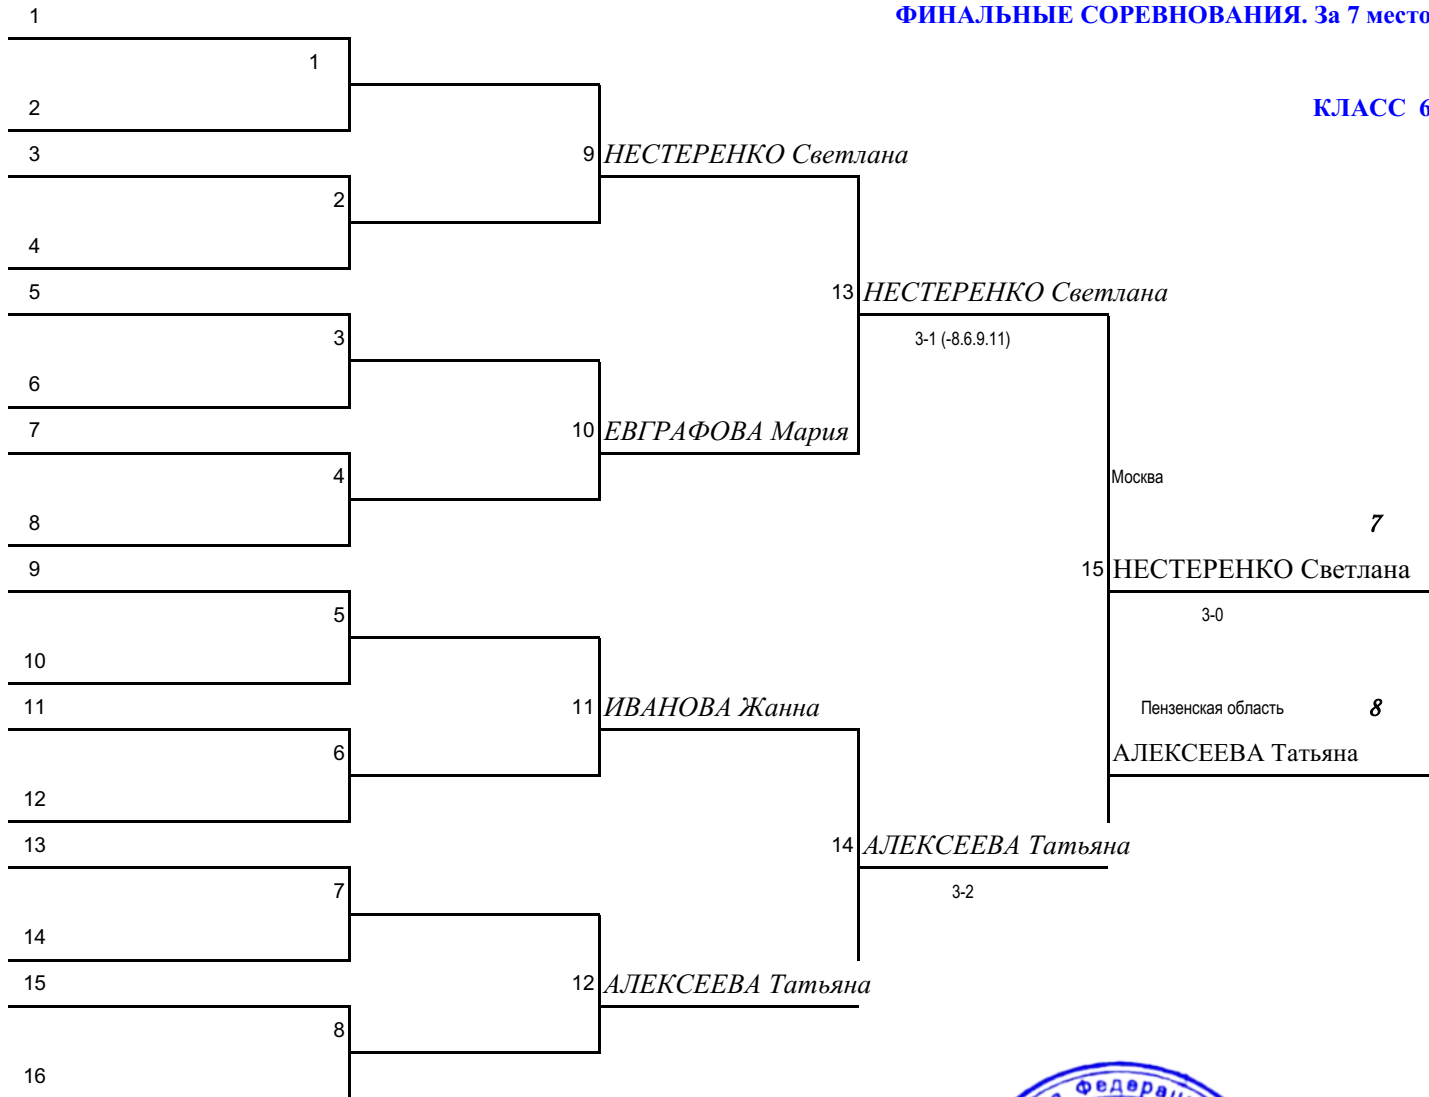 1
ФИНАЛЬНЫЕ СОРЕВНОВАНИЯ. За 7 место
1
2
КЛАСС 6
3
9 НЕСТЕРЕНКО Светлана
2
4
5
13 НЕСТЕРЕНКО Светлана
3
3-1 (-8.6.9.11)
6
7
10 ЕВГРАФОВА Мария
4
Москва
8
7
9
15 НЕСТЕРЕНКО Светлана
5
3-0
10
11
11 ИВАНОВА Жанна
Пензенская область
8
6
АЛЕКСЕЕВА Татьяна
12
13
14 АЛЕКСЕЕВА Татьяна
7
3-2
14
15
12 АЛЕКСЕЕВА Татьяна
8
16